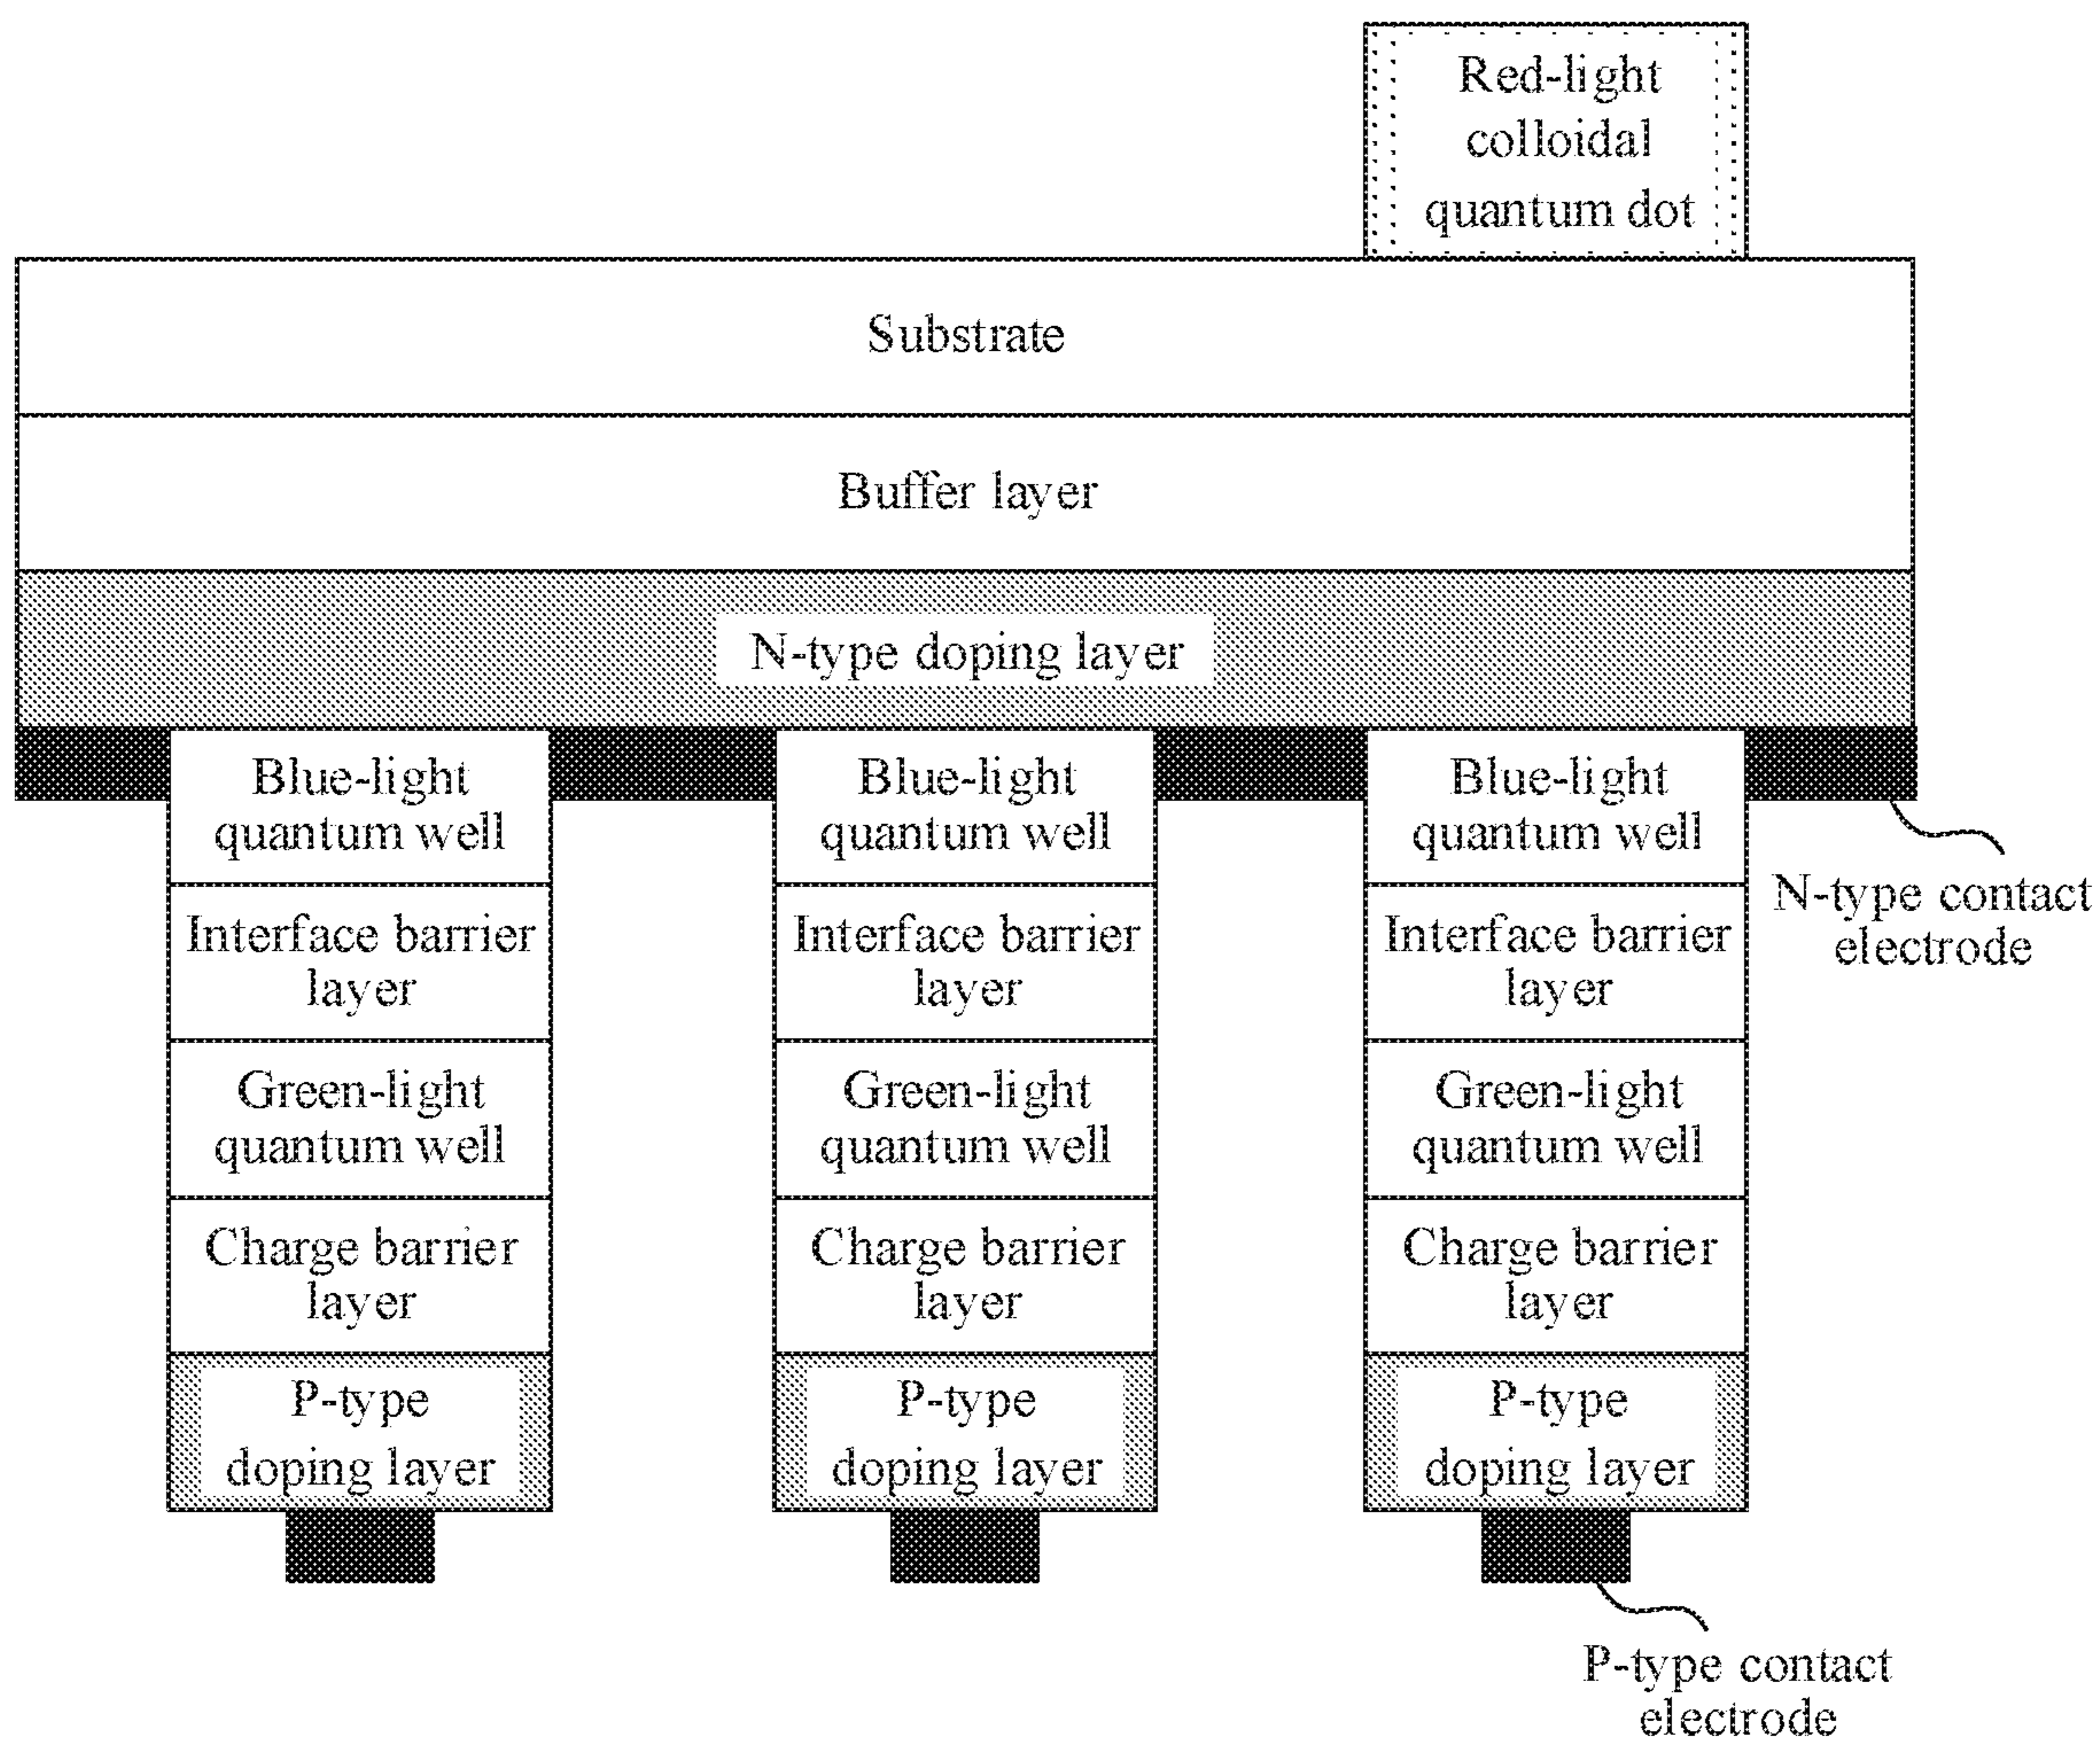 Red-light
colloidal
quantum dot
Substrate
Buffer layer
N-type doping layer
Blue-light
quantum well
Interface barrier
layer
Green-light
quantum well
Charge barrier
layer
P-type
doping layer
Blue-light
quantum well
Interface barrier
layer
Green-light
quantum well
Charge barrier
layer
P-type
doping layer
Blue-light
quantum well
Interface barrier
layer
Green-light
quantum well
Charge barrier
layer
P-type
doping layer
N-type contact
electrode
P-type contact
electrode